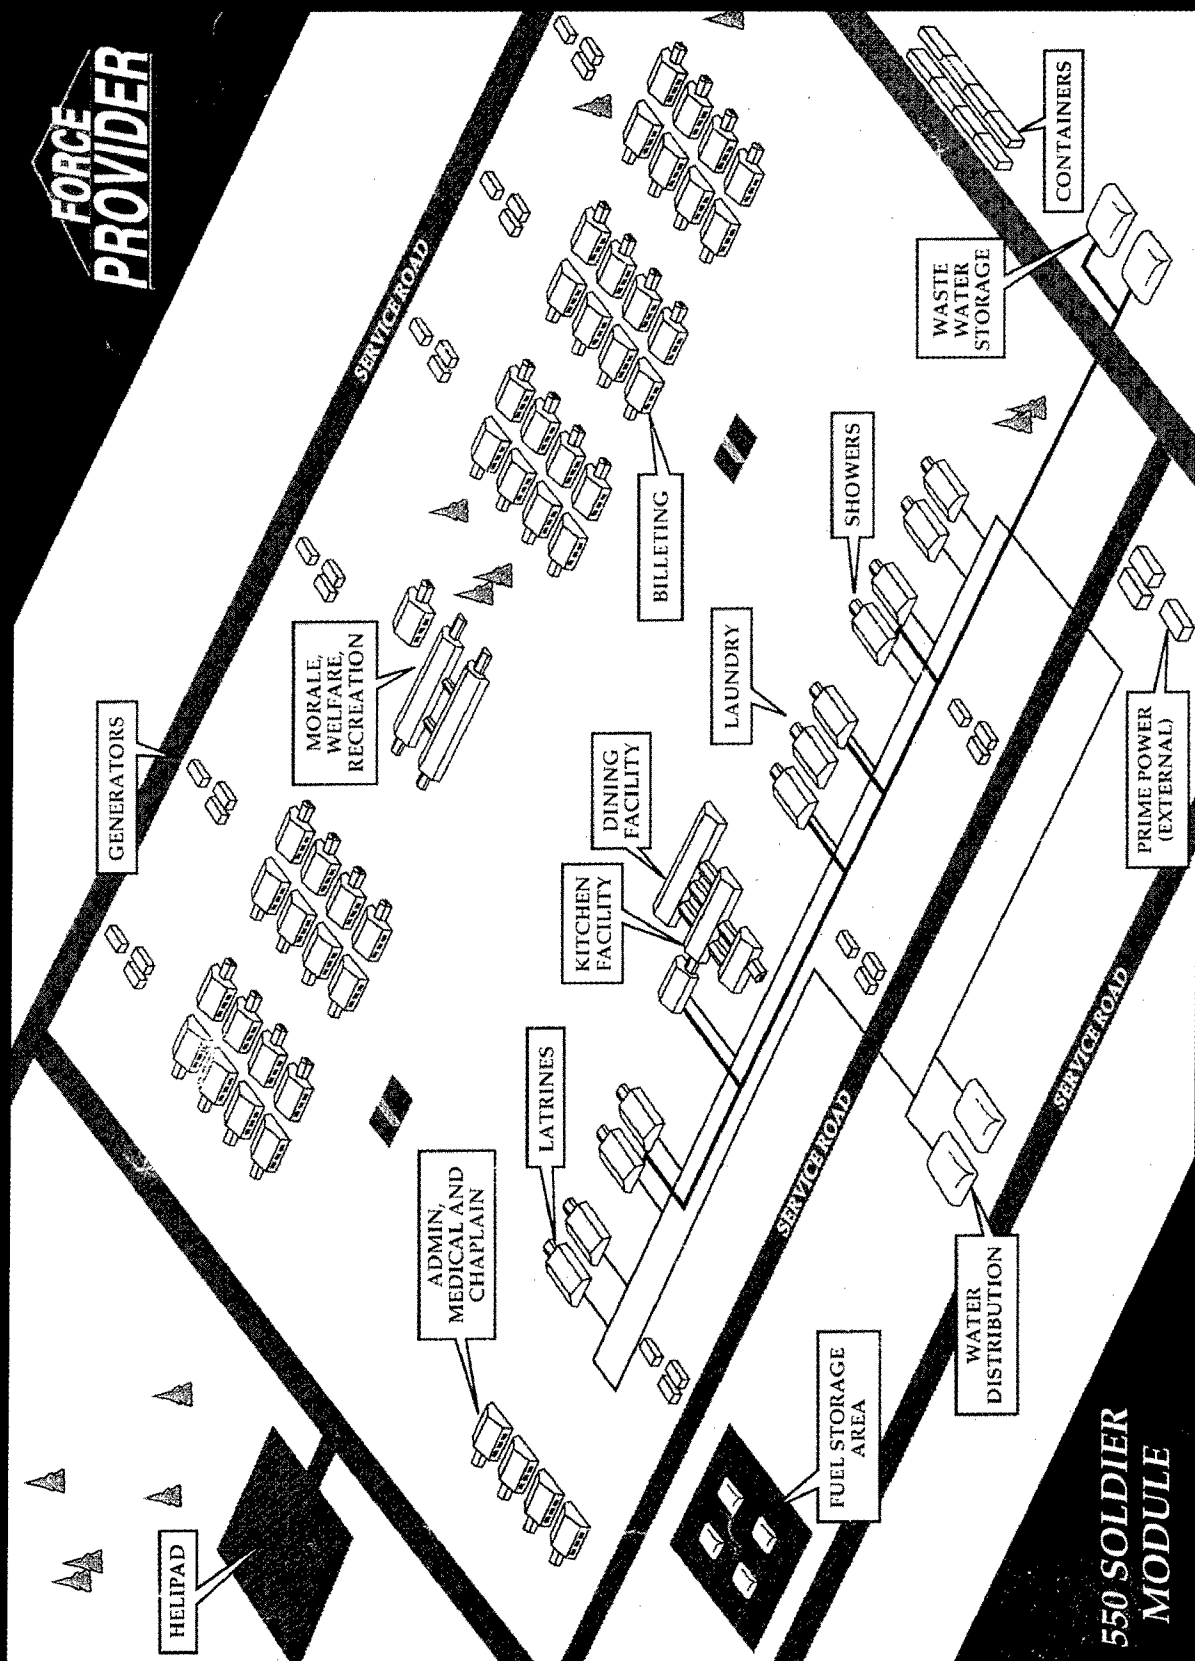 FORCE
PROVIDER
HELIPAD
GENERATORS
SERVICE ROAD
MORALE,
WELFARE,
RECREATION
ADMIN,
MEDICAL AND
CHAPLAIN
LATRINES
KITCHEN
FACILITY
DINING
FACILITY
BILLETING
LAUNDRY
SHOWERS
WASTE
WATER
STORAGE
CONTAINERS
SERVICE ROAD
FUEL STORAGE
AREA
WATER
DISTRIBUTION
SERVICE ROAD
PRIME POWER
(EXTERNAL)
550 SOLDIER
MODULE